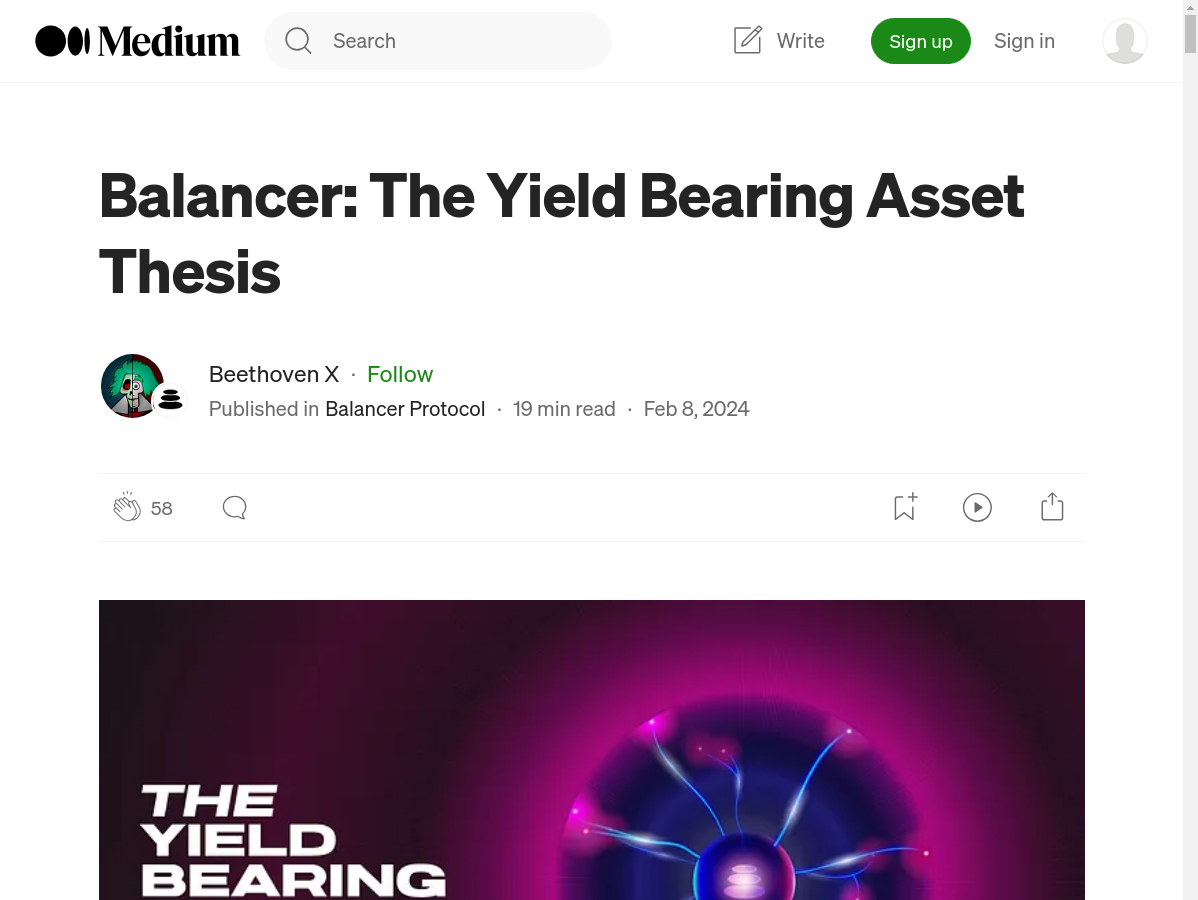 Medium
Search
Write
Sign up
Sign in
Balancer: The Yield Bearing Asset
Thesis
Beethoven X · Follow
Published in Balancer Protocol · 19 min read · Feb 8, 2024
58
THE
YIELD
BEARING